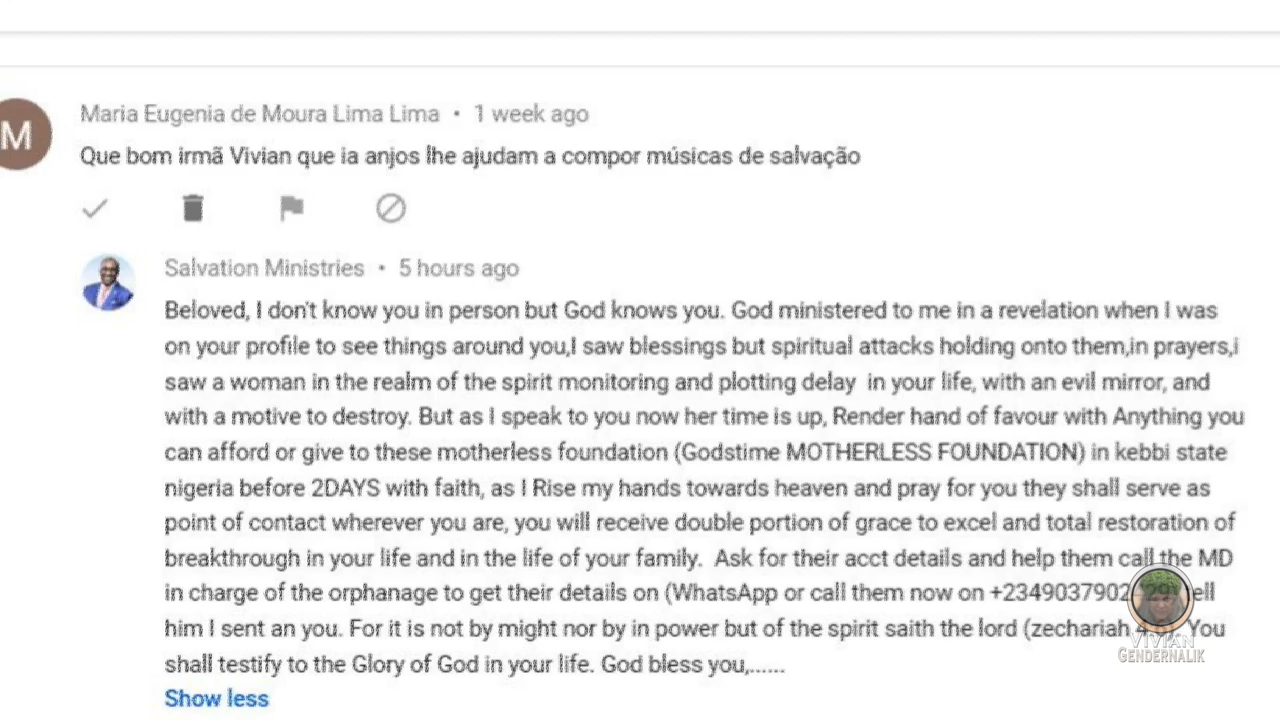 Maria Eugenia de Moura Lima Lima • 1 week ago
M
Que bom irmã Vivian que ia anjos lhe ajudam a compor músicas de salvação
Salvation Ministries • 5 hours ago
Beloved, I don't know you in person but God knows you. God ministered to me in a revelation when I was
on your profile to see things around you,I saw blessings but spiritual attacks holding onto them,in prayers,i
saw a woman in the realm of the spirit monitoring and plotting delay in your life, with an evil mirror, and
with a motive to destroy. But as I speak to you now her time is up, Render hand of favour with Anything you
can afford or give to these motherless foundation (Godstime MOTHERLESS FOUNDATION) in kebbi state
nigeria before 2DAYS with faith, as I Rise my hands towards heaven and pray for you they shall serve as
point of contact wherever you are, you will receive double portion of grace to excel and total restoration of
breakthrough in your life and in the life of your family. Ask for their acct details and help them call the MD
in charge of the orphanage to get their details on (WhatsApp or call them now on +2349037902
him I sent an you. For it is not by might nor by in power but of the spirit saith the lord (zechariah You
shall testify to the Glory of God in your life. God bless you,......
Show less
VIVIAN
GENDERNALIK